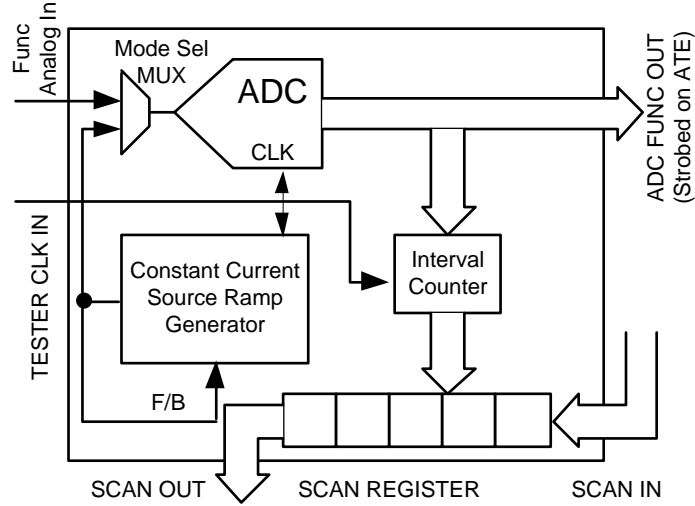 Func
Analog In
Mode Sel
MUX
ADC
CLK
ADC FUNC OUT
(Strobed on ATE)
TESTER CLK IN
Constant Current
Source Ramp
Generator
Interval
Counter
F/B
SCAN OUT
SCAN REGISTER
SCAN IN